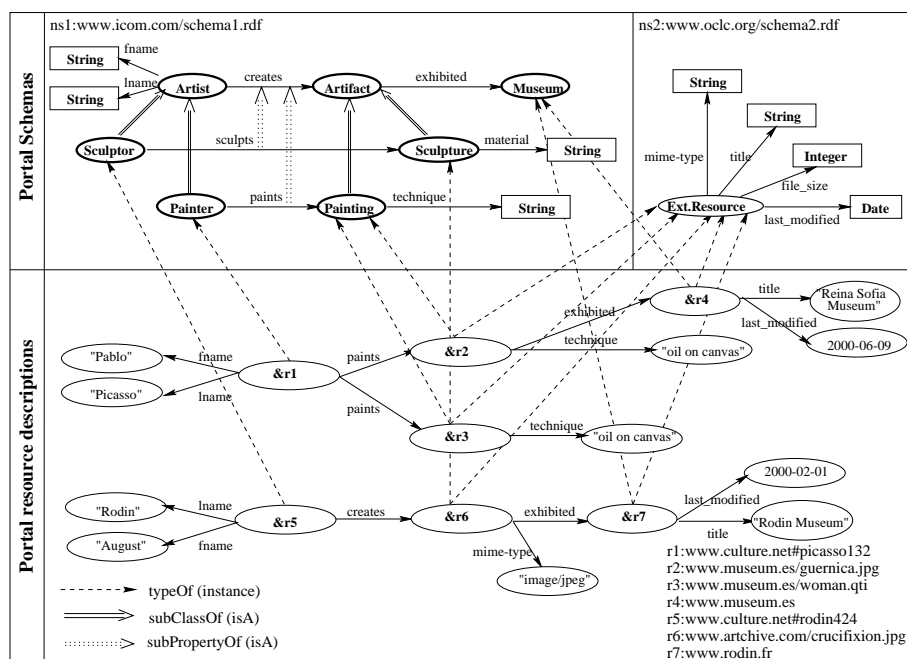 ns1:www.icom.com/schema1.rdf
ns2:www.oclc.org/schema2.rdf
Portal Schemas
fname
String
lname
String
Artist
creates
Artifact
exhibited
Museum
Sculptor
sculpts
Sculpture
material
String
Painter
paints
Painting
technique
String
String
String
mime-type
title
Integer
file_size
Ext.Resource
last_modified
Date
Portal resource descriptions
&r4
title
"Reina Sofia
Museum"
last_modified
2000-06-09
exhibited
"Pablo"
fname
&r1
paints
&r2
technique
"oil on canvas"
"Picasso"
lname
paints
&r3
technique
"oil on canvas"
2000-02-01
"Rodin"
lname
&r5
creates
&r6
exhibited
&r7
last_modified
"August"
fname
title
"Rodin Museum"
mime-type
"image/jpeg"
typeOf (instance)
subClassOf (isA)
subPropertyOf (isA)
r1:www.culture.net#picasso132
r2:www.museum.es/guernica.jpg
r3:www.museum.es/woman.qti
r4:www.museum.es
r5:www.culture.net#rodin424
r6:www.artchive.com/crucifixion.jpg
r7:www.rodin.fr